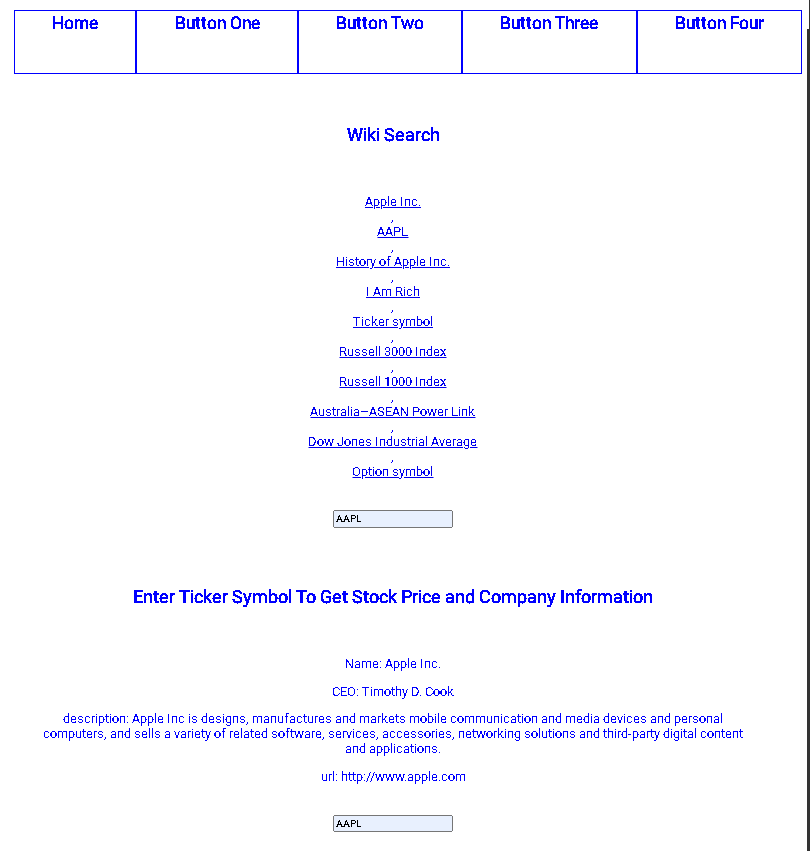 Home Button One Button Two Button Three Button Four
Wiki Search
Apple Inc.
,
AAPL
,
History of Apple Inc.
,
I Am Rich
,
Ticker symbol
,
Russell 3000 Index
,
Russell 1000 Index
,
Australia–ASEAN Power Link
,
Dow Jones Industrial Average
,
Option symbol
AAPL
Enter Ticker Symbol To Get Stock Price and Company Information
Name: Apple Inc.
CEO: Timothy D. Cook
description: Apple Inc is designs, manufactures and markets mobile communication and media devices and personal
computers, and sells a variety of related software, services, accessories, networking solutions and third-party digital content
and applications.
url: http://www.apple.com
AAPL